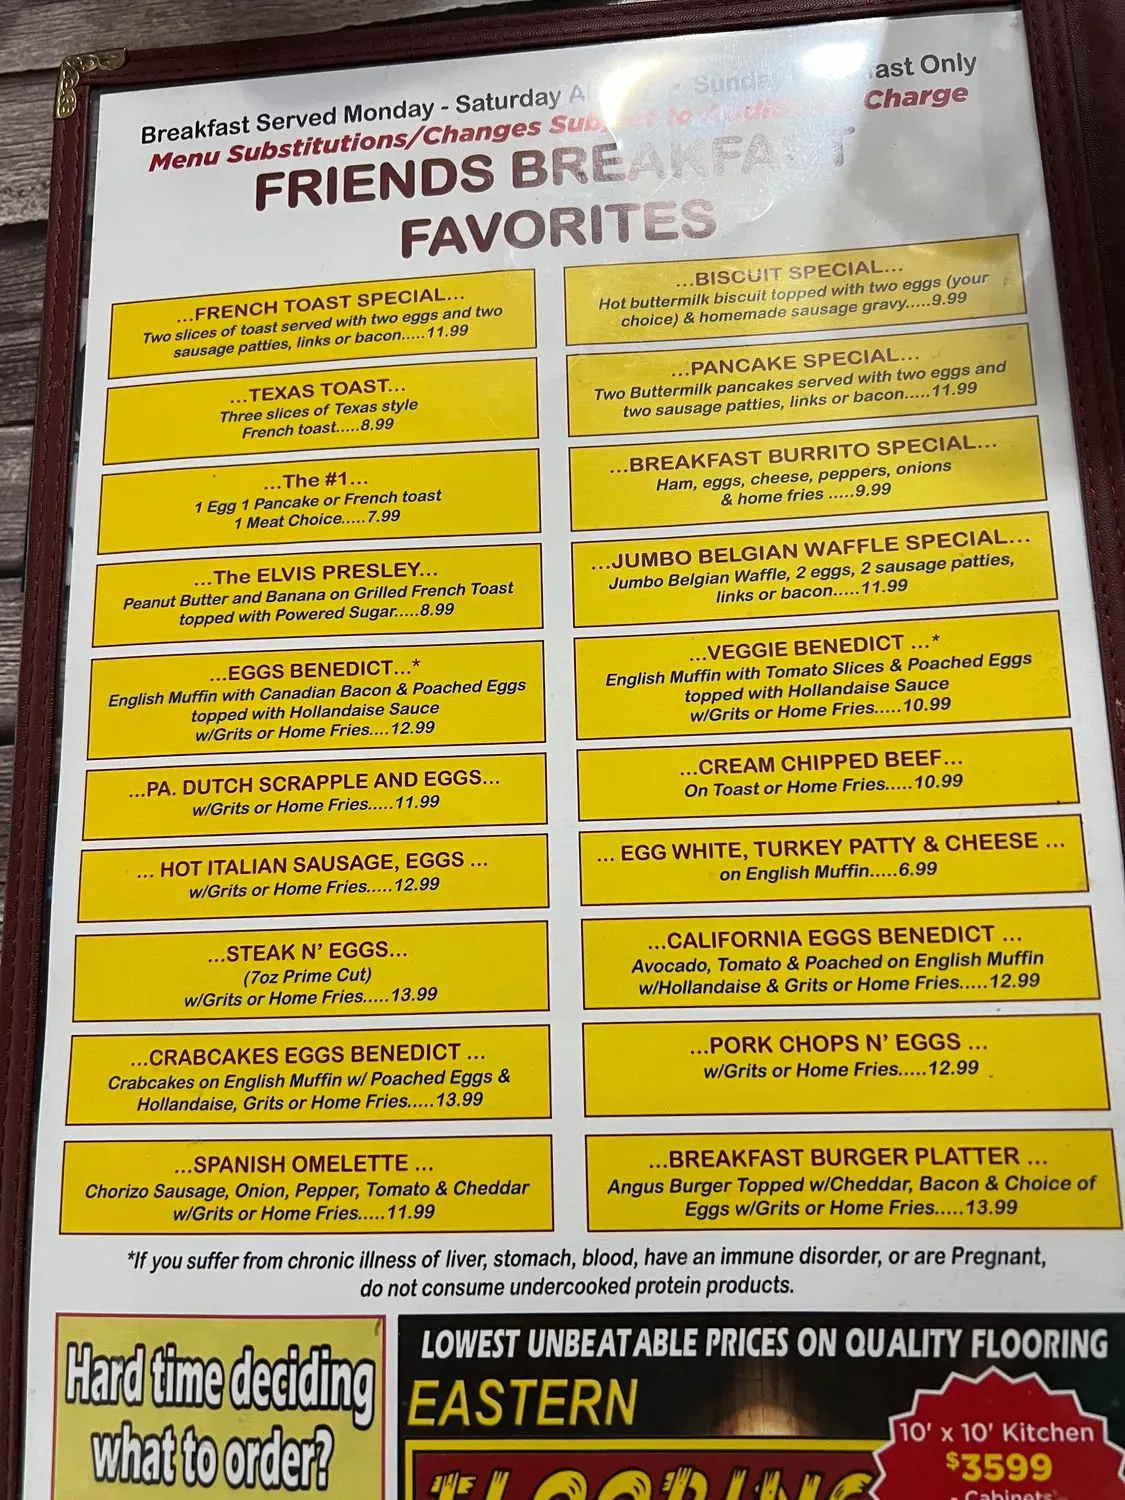 Breakfast Served Monday - Saturday • Sunday Only
Menu Substitutions/Changes Subject to Additional Charge
FRIENDS BREAKFAST
FAVORITES
...FRENCH TOAST SPECIAL...
Two slices of toast served with two eggs and two
sausage patties, links or bacon.....11.99
...TEXAS TOAST...
Three slices of Texas style
French toast.....8.99
...The #1...
1 Egg 1 Pancake or French toast
1 Meat Choice.....7.99
...The ELVIS PRESLEY...
Peanut Butter and Banana on Grilled French Toast
topped with Powered Sugar.....8.99
...EGGS BENEDICT...*
English Muffin with Canadian Bacon & Poached Eggs
topped with Hollandaise Sauce
w/Grits or Home Fries....12.99
...PA. DUTCH SCRAPPLE AND EGGS...
w/Grits or Home Fries.....11.99
... HOT ITALIAN SAUSAGE, EGGS ...
w/Grits or Home Fries.....12.99
...STEAK N' EGGS...
(7oz Prime Cut)
w/Grits or Home Fries.....13.99
...CRABCAKES EGGS BENEDICT ...
Crabcakes on English Muffin w/ Poached Eggs &
Hollandaise, Grits or Home Fries.....13.99
...SPANISH OMELETTE ...
Chorizo Sausage, Onion, Pepper, Tomato & Cheddar
w/Grits or Home Fries.....11.99
...BISCUIT SPECIAL...
Hot buttermilk biscuit topped with two eggs (your
choice) & homemade sausage gravy.....9.99
...PANCAKE SPECIAL...
Two Buttermilk pancakes served with two eggs and
two sausage patties, links or bacon.....11.99
...BREAKFAST BURRITO SPECIAL...
Ham, eggs, cheese, peppers, onions
& home fries .....9.99
...JUMBO BELGIAN WAFFLE SPECIAL...
Jumbo Belgian Waffle, 2 eggs, 2 sausage patties,
links or bacon.....11.99
...VEGGIE BENEDICT ...*
English Muffin with Tomato Slices & Poached Eggs
topped with Hollandaise Sauce
w/Grits or Home Fries.....10.99
...CREAM CHIPPED BEEF...
On Toast or Home Fries.....10.99
... EGG WHITE, TURKEY PATTY & CHEESE ...
on English Muffin.....6.99
...CALIFORNIA EGGS BENEDICT ...
Avocado, Tomato & Poached on English Muffin
w/Hollandaise & Grits or Home Fries.....12.99
...PORK CHOPS N' EGGS ...
w/Grits or Home Fries.....12.99
...BREAKFAST BURGER PLATTER ...
Angus Burger Topped w/Cheddar, Bacon & Choice of
Eggs w/Grits or Home Fries.....13.99
*If you suffer from chronic illness of liver, stomach, blood, have an immune disorder, or are Pregnant,
do not consume undercooked protein products.
Hard time deciding
what to order?
LOWEST UNBEATABLE PRICES ON QUALITY FLOORING
EASTERN
FLOORING
10' x 10' Kitchen
$3599
- Cabinets